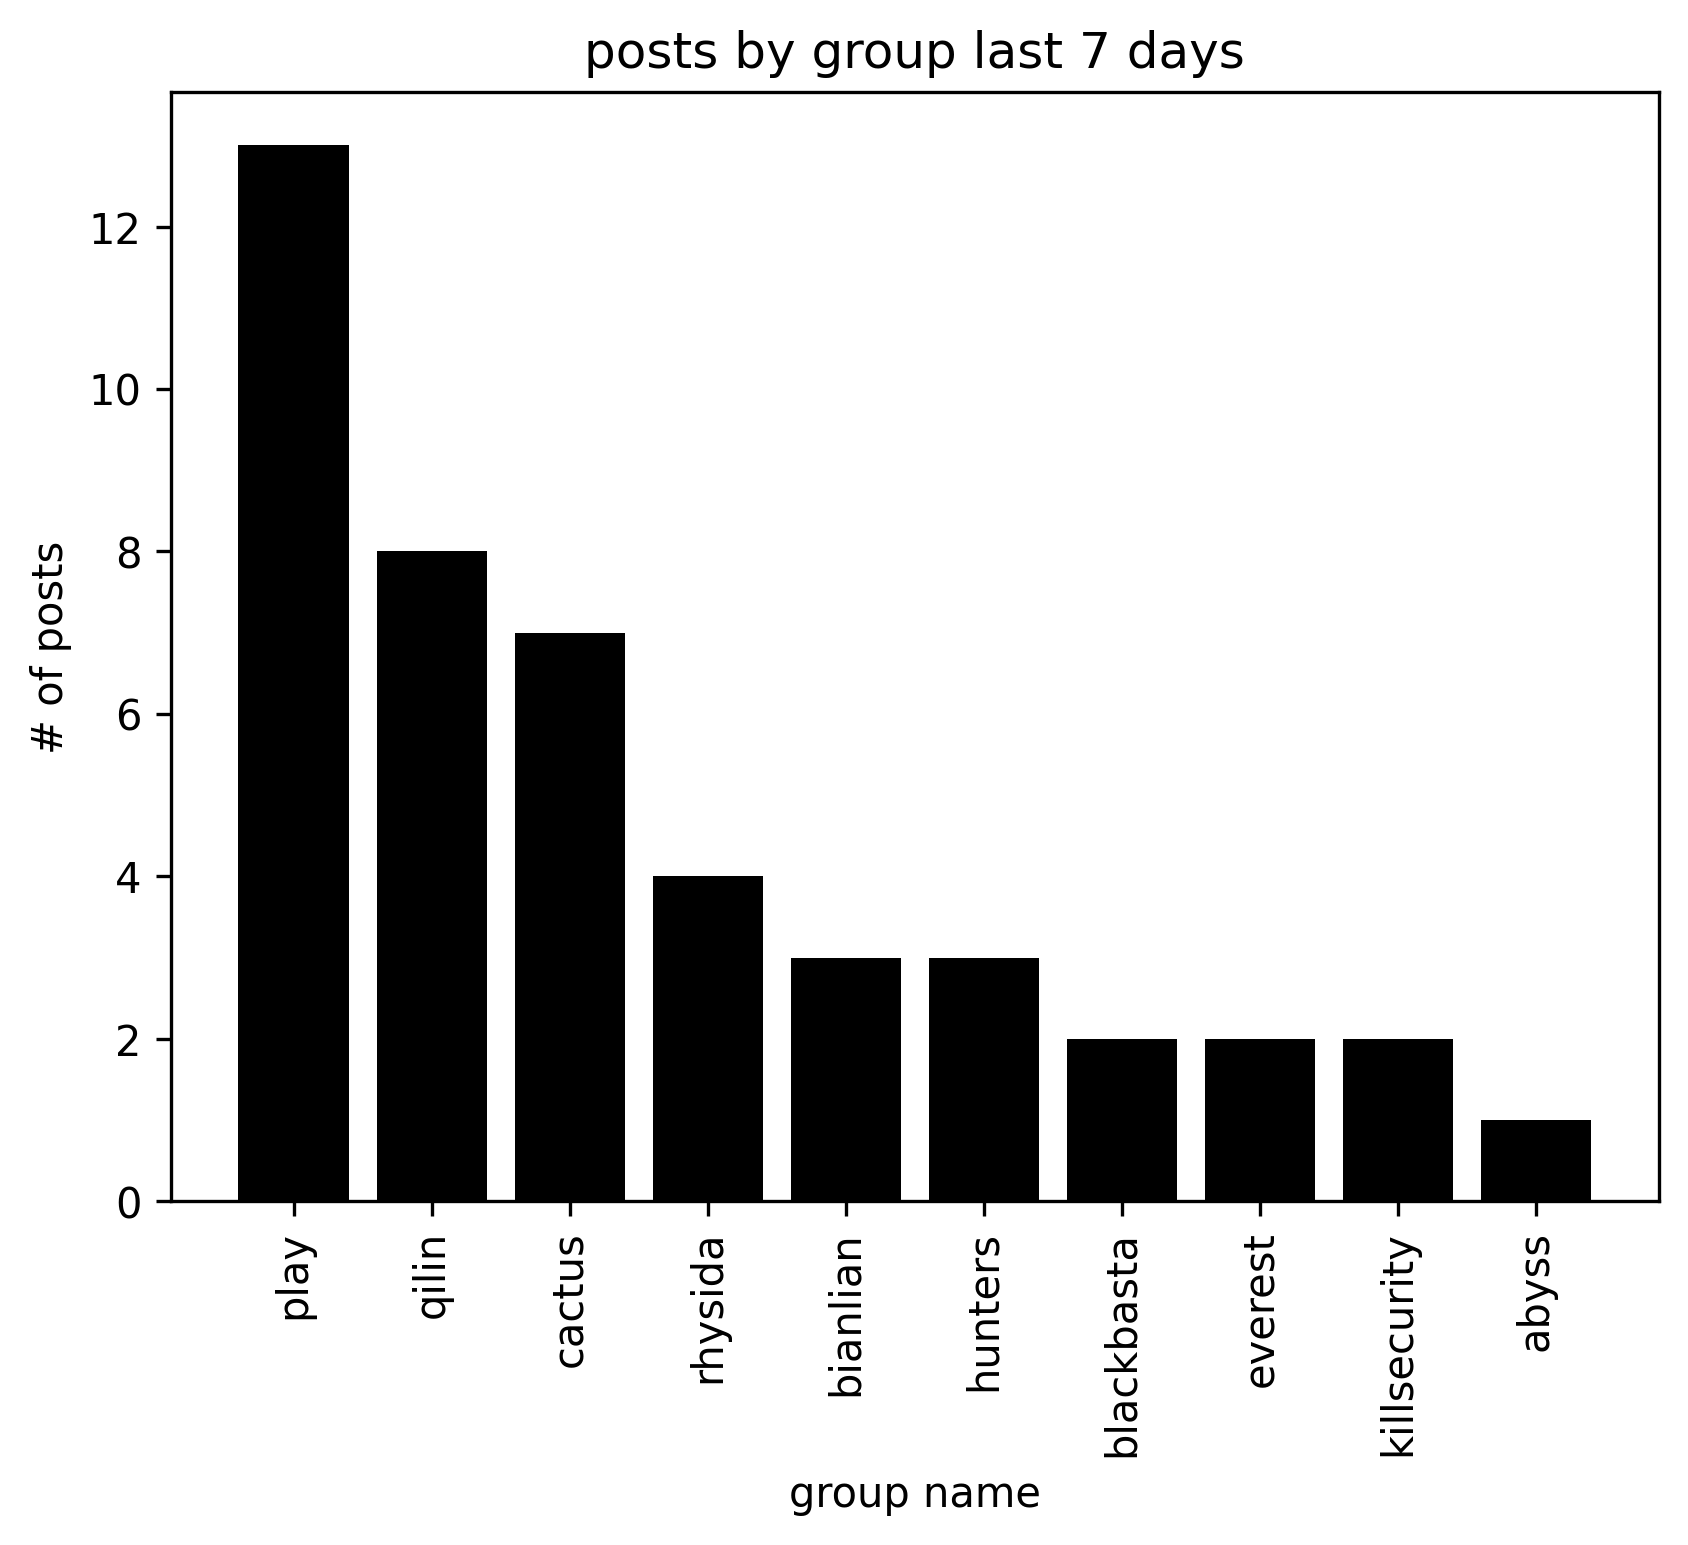 posts by group last 7 days
12
10
8
6
4
2
0
# of posts
play
qilin
cactus
rhysida
bianlian
hunters
blackbasta
everest
killsecurity
abyss
group name